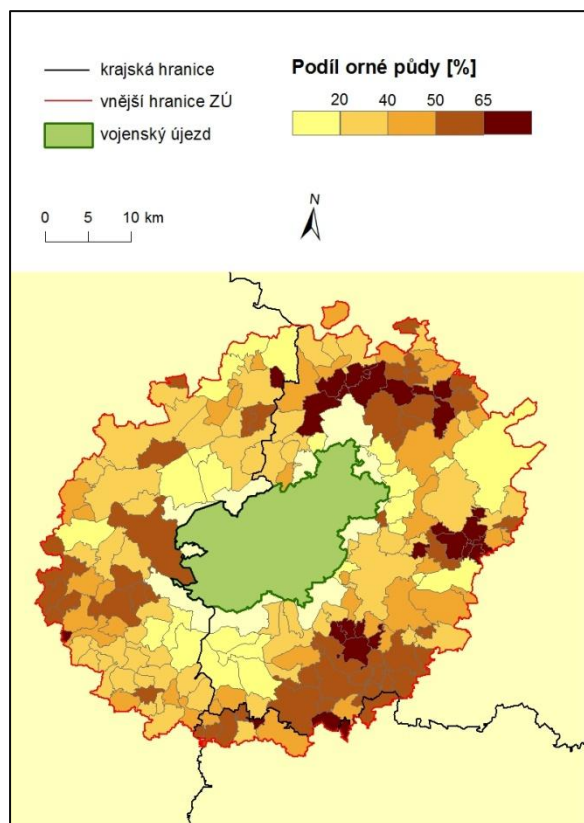 krajská hranice
vnější hranice ZÚ
vojenský újezd
Podíl orné půdy [%]
20 40 50 65
0 5 10 km
N